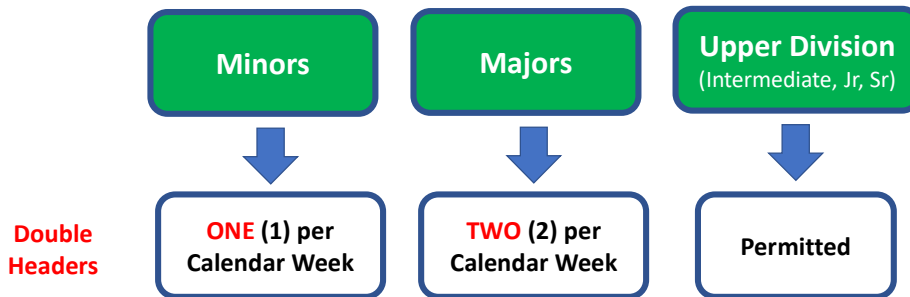 Minors
Majors
Upper Division
(Intermediate, Jr, Sr)
Double
Headers
ONE (1) per
Calendar Week
TWO (2) per
Calendar Week
Permitted